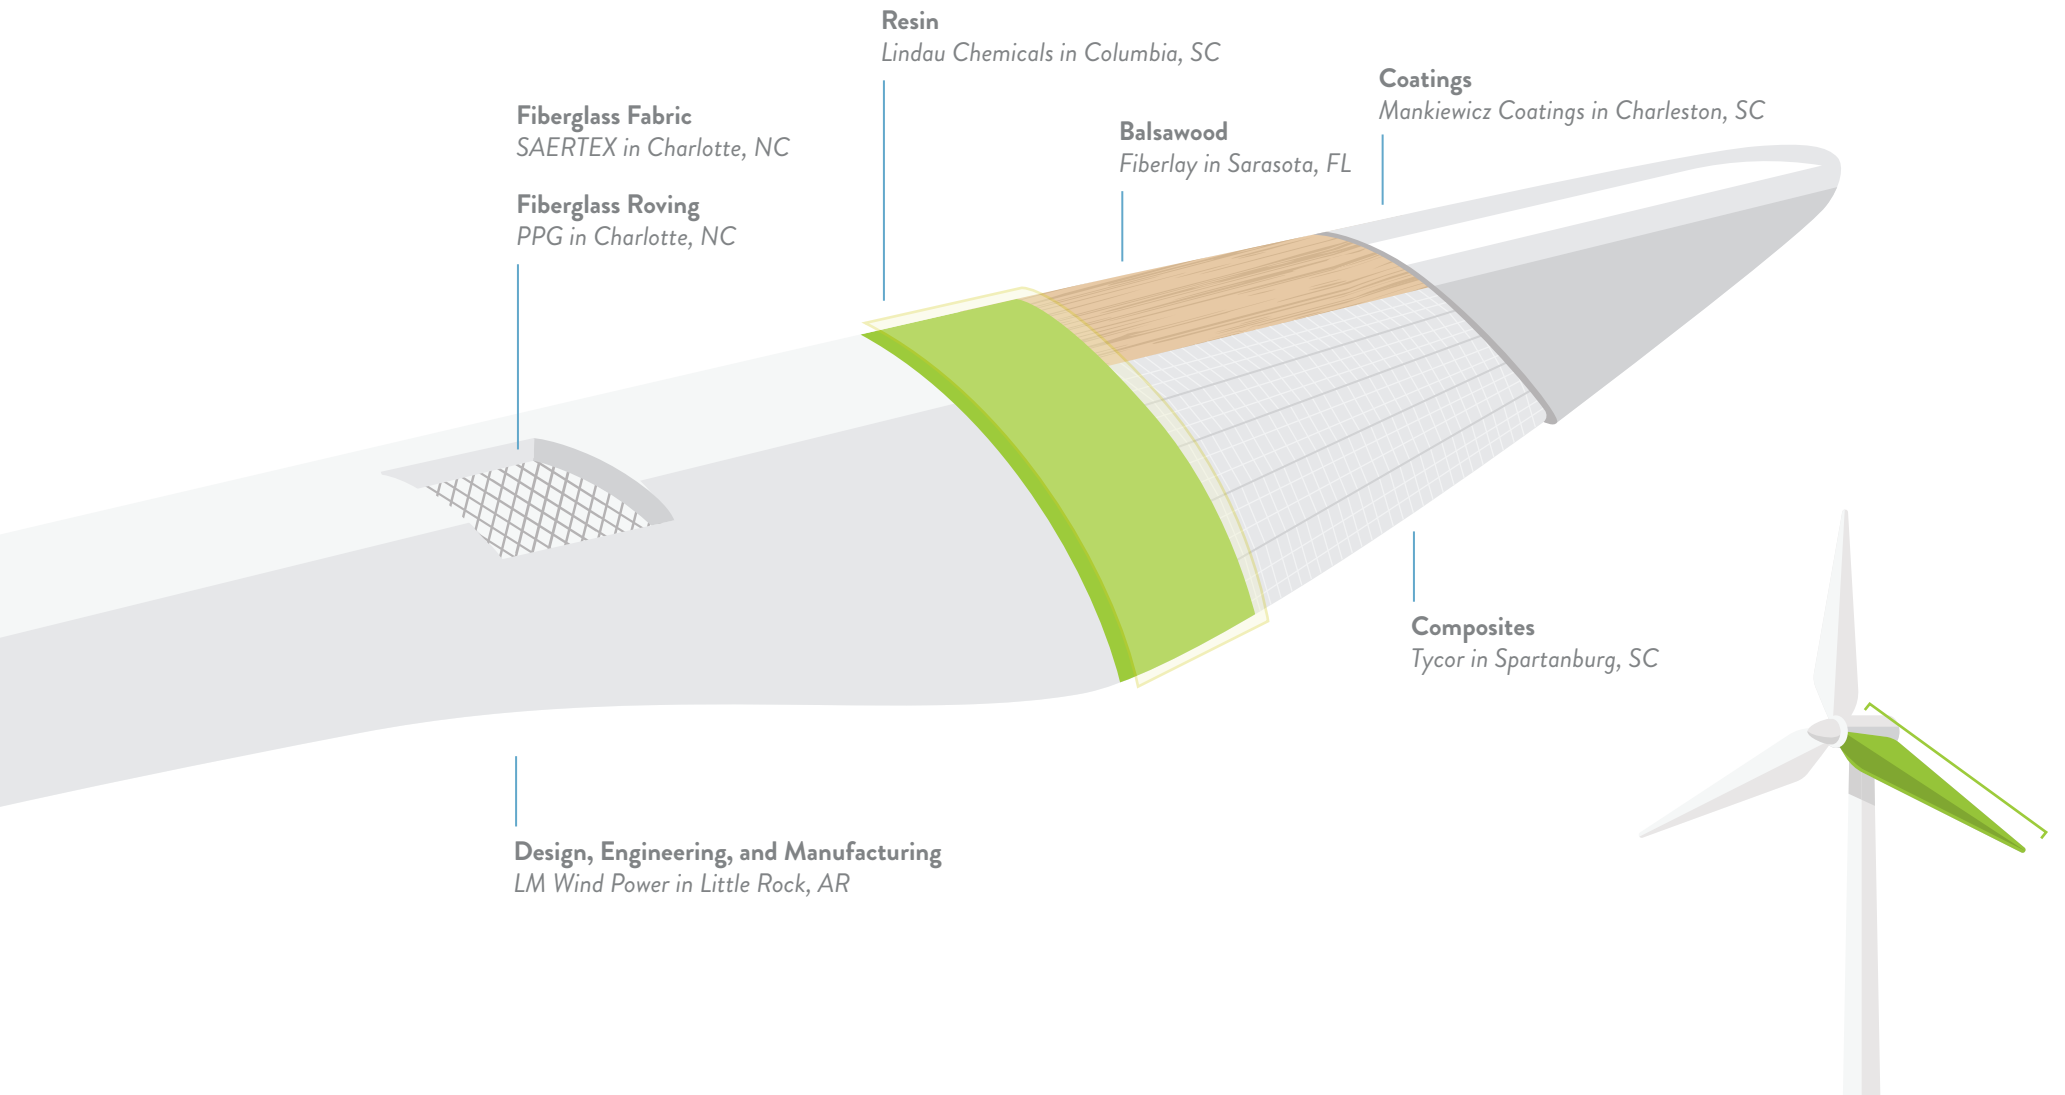 Resin
Lindau Chemicals in Columbia, SC
Coatings
Mankiewicz Coatings in Charleston, SC
Fiberglass Fabric
SAERTEX in Charlotte, NC
Balsawood
Fiberlay in Sarasota, FL
Fiberglass Roving
PPG in Charlotte, NC
Composites
Tycor in Spartanburg, SC
Design, Engineering, and Manufacturing
LM Wind Power in Little Rock, AR